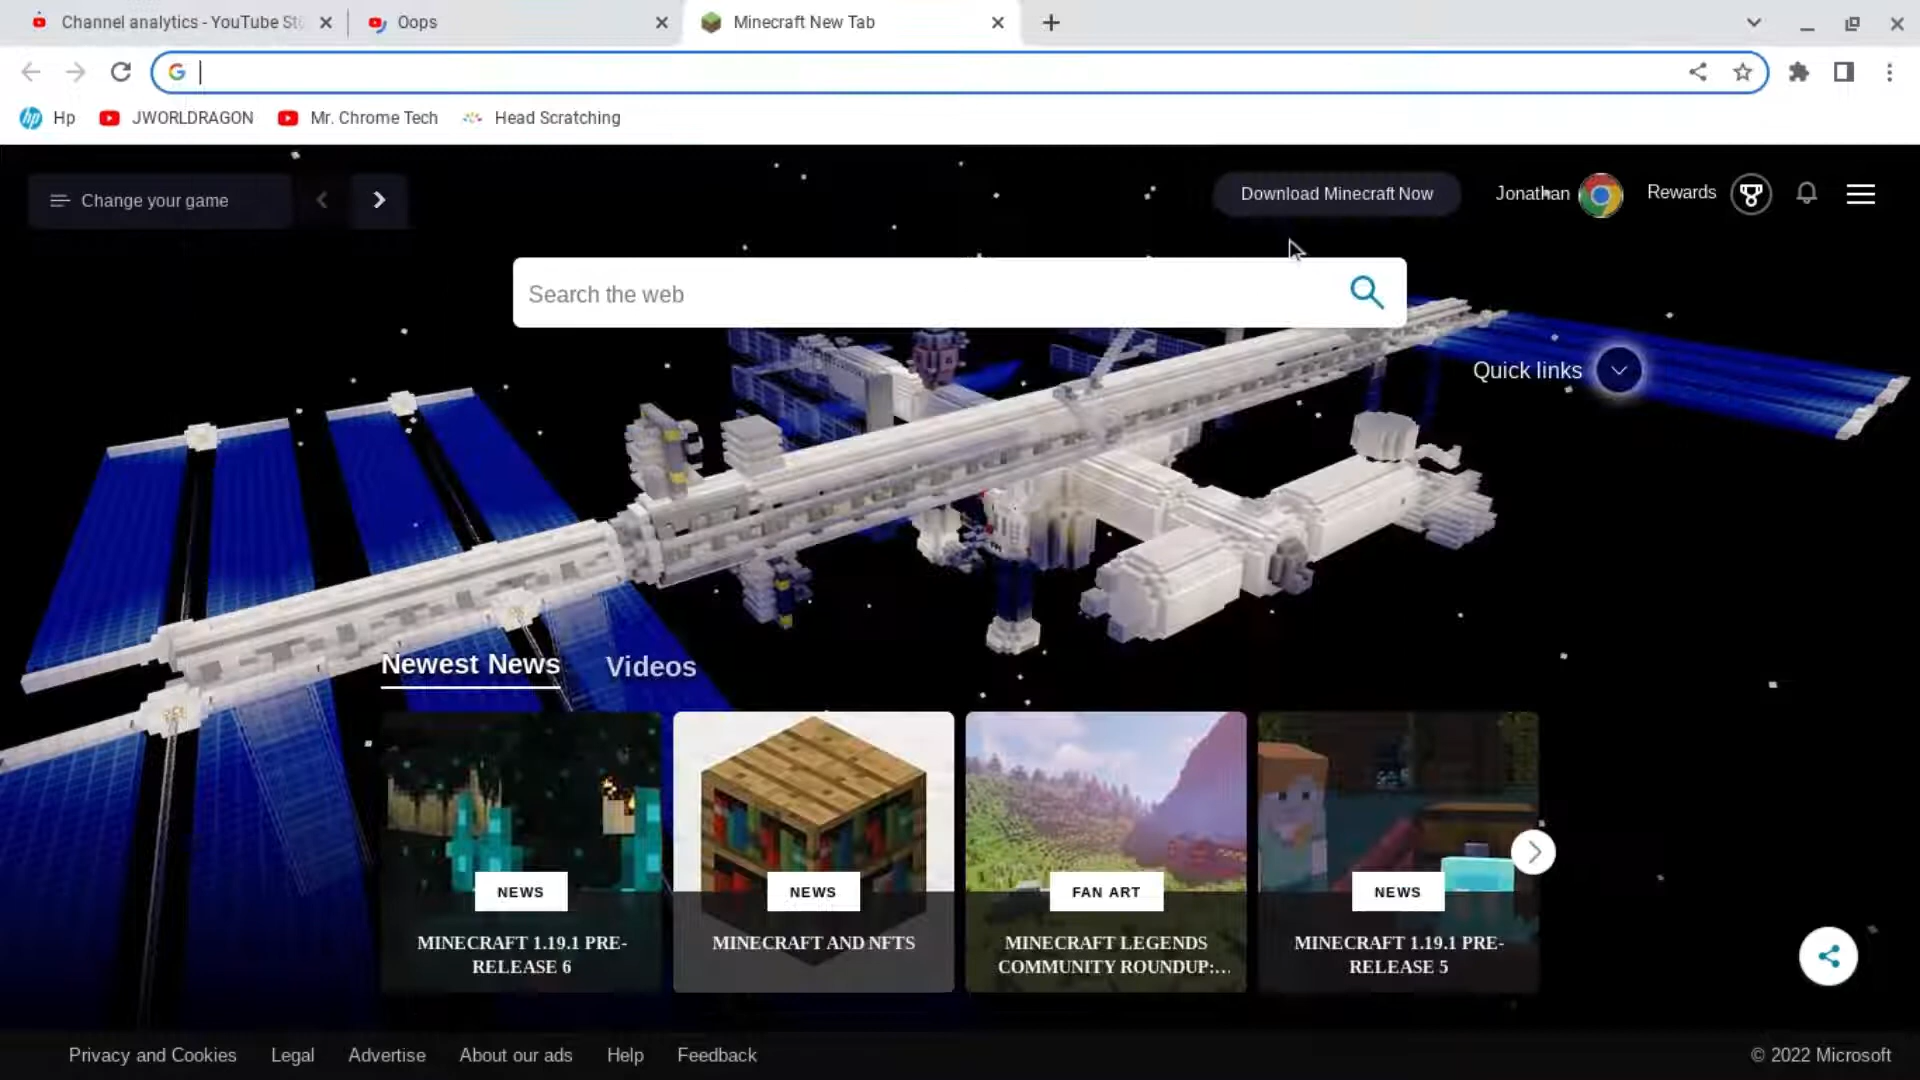 Channel analytics - YouTube St
Oops
Minecraft New Tab
Hp
JWORLDRAGON
Mr. Chrome Tech
Head Scratching
Change your game
Download Minecraft Now
Jonathan
Rewards
Search the web
Quick links
Newest News
Videos
NEWS
MINECRAFT 1.19.1 PRE-
RELEASE 6
NEWS
MINECRAFT AND NFTS
FAN ART
MINECRAFT LEGENDS
COMMUNITY ROUNDUP:...
NEWS
MINECRAFT 1.19.1 PRE-
RELEASE 5
Privacy and Cookies
Legal
Advertise
About our ads
Help
Feedback
© 2022 Microsoft